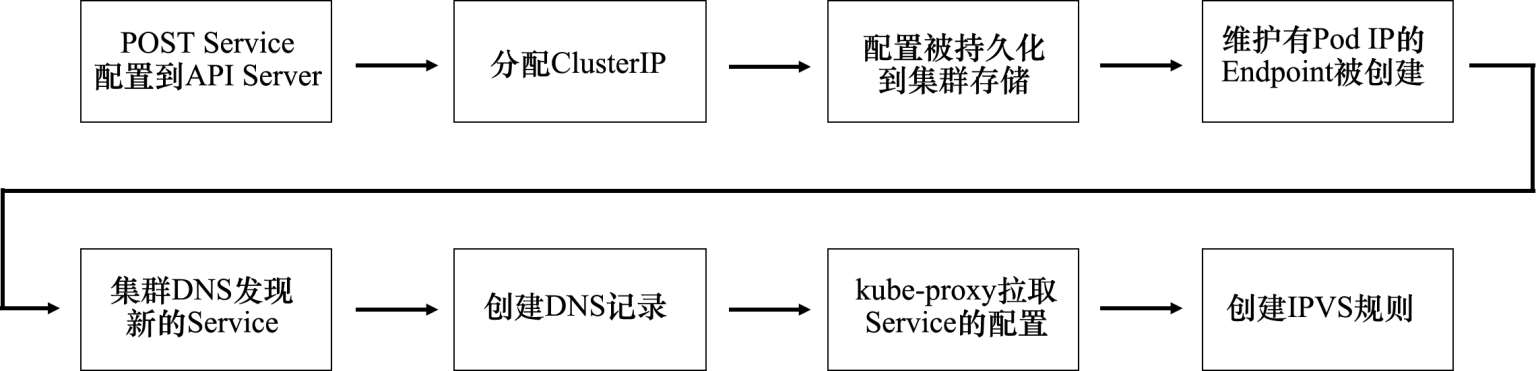 POST Service
配置到API Server
分配ClusterIP
配置被持久化
到集群存储
维护有Pod IP的
Endpoint被创建
集群DNS发现
新的Service
创建DNS记录
kube-proxy拉取
Service的配置
创建IPVS规则